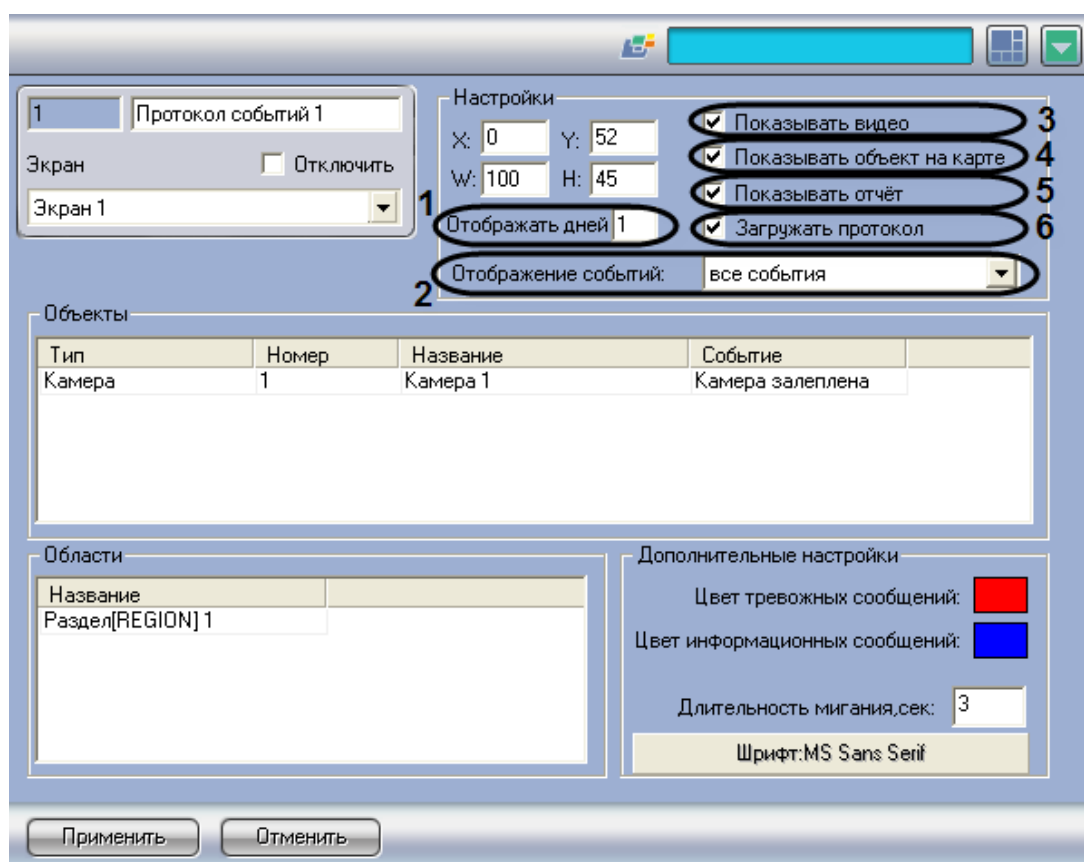 1 Протокол событий 1
Экран Отключить
Экран 1
Настройки
X: 0 Y: 52
W: 100 H: 45
1 Отображать дней 1
2 Отображение событий: все события
Показывать видео 3
Показывать объект на карте 4
Показывать отчёт 5
Загружать протокол 6
Объекты
Тип Номер Название Событие
Камера 1 Камера 1 Камера залеплена
Области
Название
Раздел[REGION] 1
Дополнительные настройки
Цвет тревожных сообщений:
Цвет информационных сообщений:
Длительность мигания,сек: 3
Шрифт:MS Sans Serif
Применить Отменить